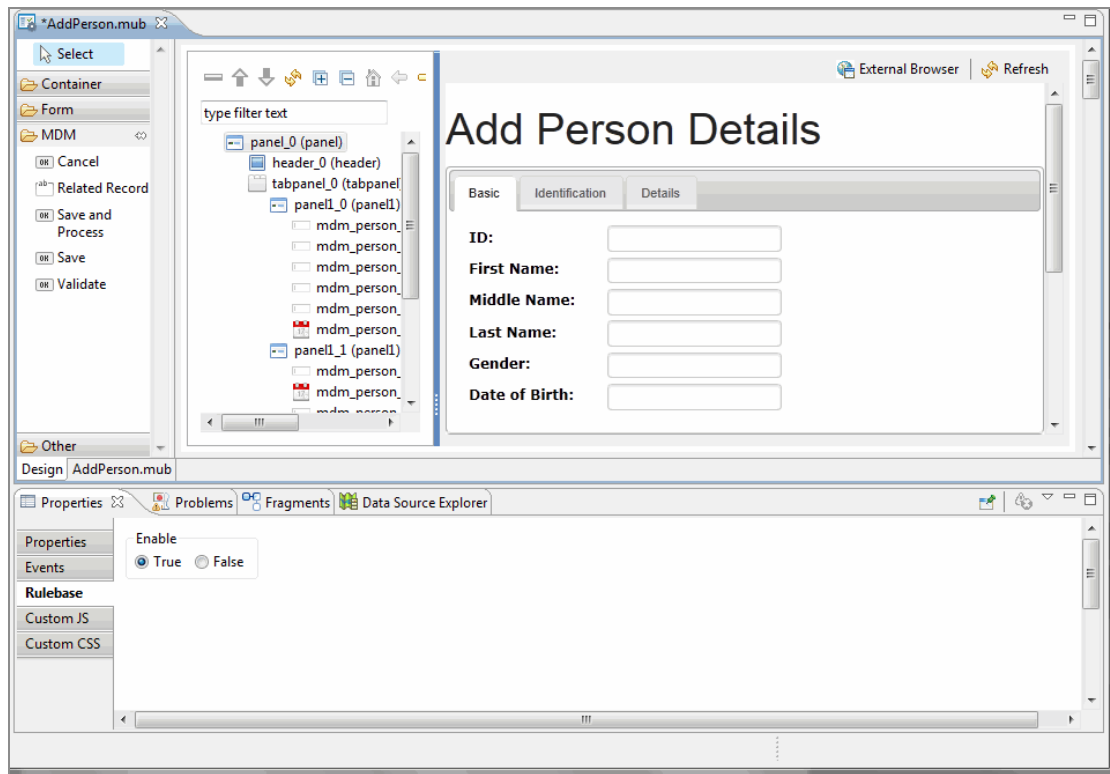 *AddPerson.mub
Select
Container
Form
MDM
Cancel
Related Record
Save and
Process
Save
Validate
Other
type filter text
panel_0 (panel)
header_0 (header)
tabpanel_0 (tabpanel
panel1_0 (panel1)
mdm_person_
mdm_person_
mdm_person_
mdm_person_
mdm_person_
mdm_person_
panel1_1 (panel1)
mdm_person_
mdm_person_
mdm_person
External Browser
Refresh
Add Person Details
Basic
Identification
Details
ID:
First Name:
Middle Name:
Last Name:
Gender:
Date of Birth:
Design
AddPerson.mub
Properties
Problems
Fragments
Data Source Explorer
Properties
Events
Rulebase
Custom JS
Custom CSS
Enable
True
False